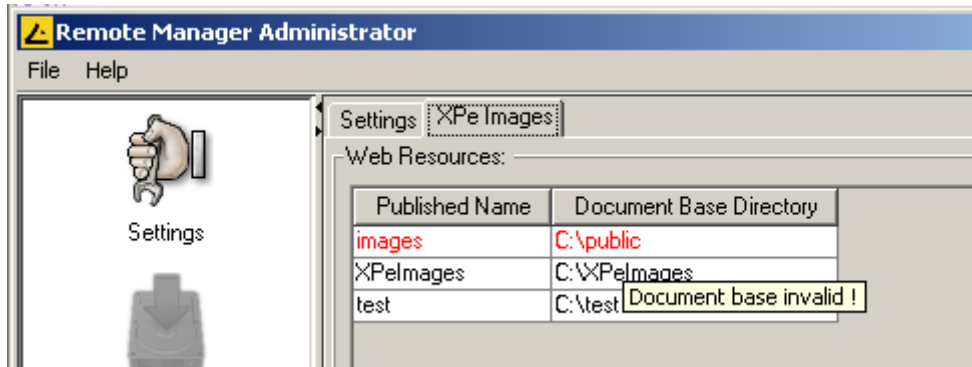 Remote Manager Administrator
File Help
Settings XPe Images
Web Resources:
Settings
Published Name Document Base Directory
images C:\public
XPeImages C:\XPeImages
test C:\test
Document base invalid !